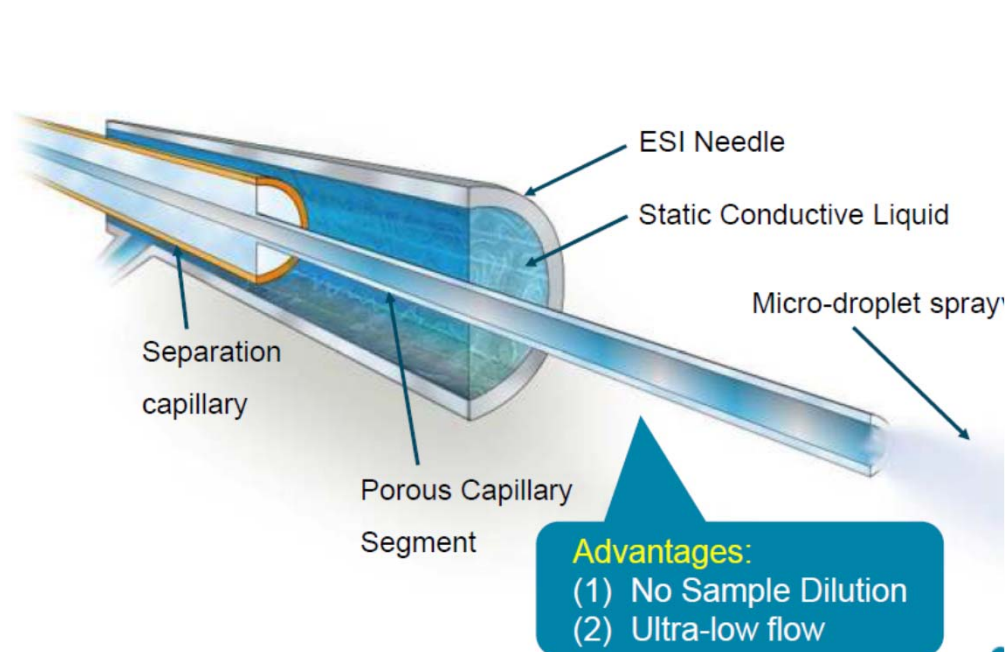 ESI Needle
Static Conductive Liquid
Micro-droplet spray
Separation
capillary
Porous Capillary
Segment
Advantages:
(1) No Sample Dilution
(2) Ultra-low flow